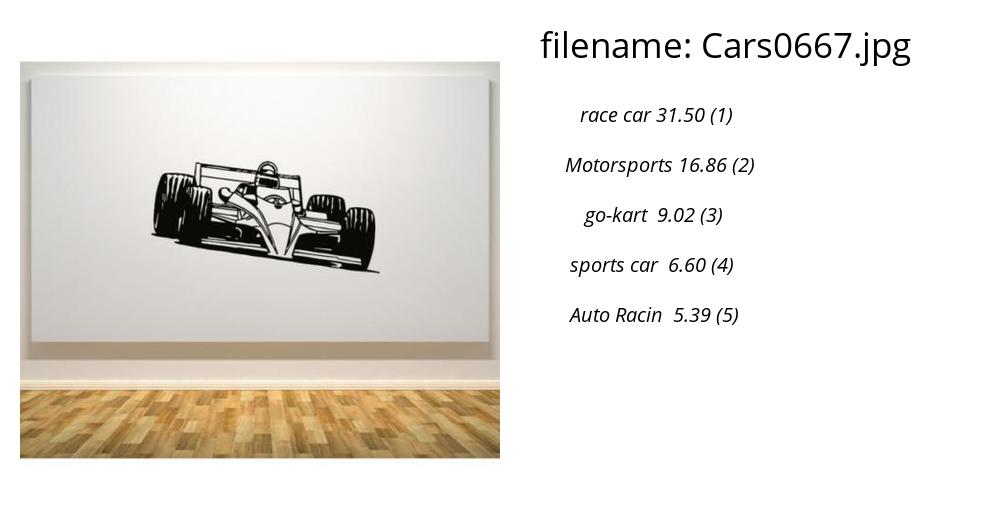 filename: Cars0667.jpg
race car 31.50 (1)
Motorsports 16.86 (2)
go-kart 9.02 (3)
sports car 6.60 (4)
Auto Racin 5.39 (5)